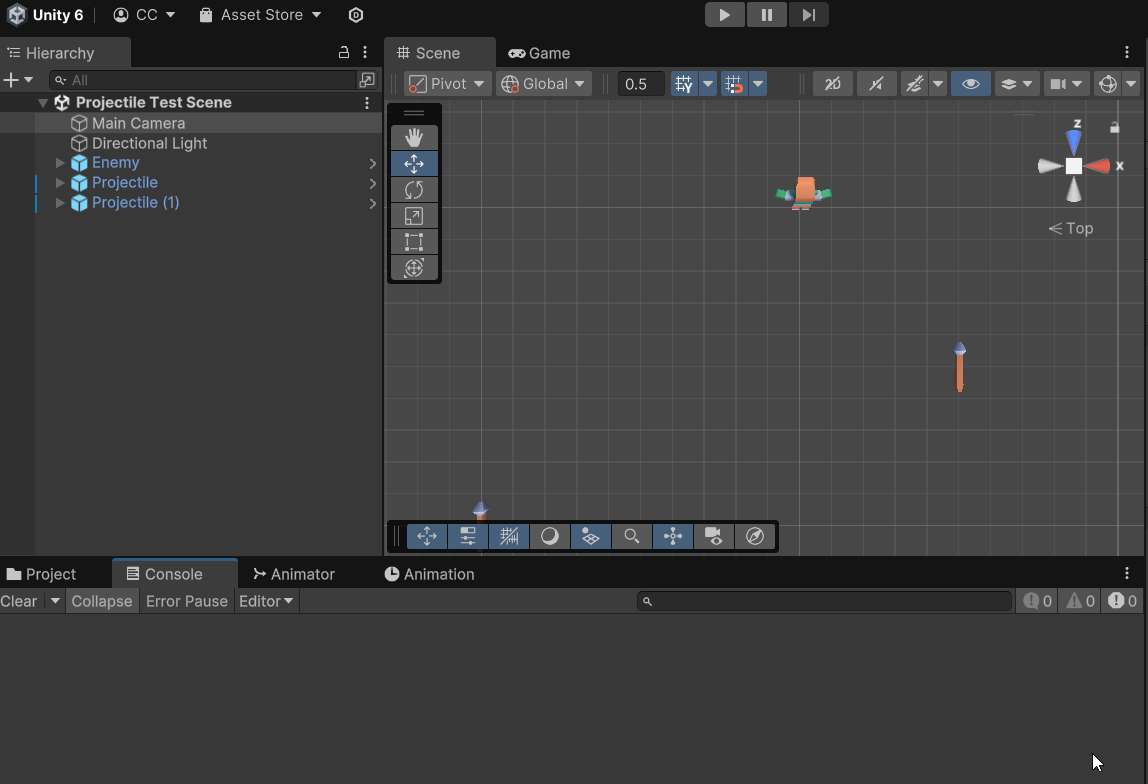 Unity 6 CC Asset Store
Hierarchy
All
Projectile Test Scene
Main Camera
Directional Light
Enemy
Projectile
Projectile (1)
Scene Game
Pivot Global 0.5 2D
z
x
Top
Project Console Animator Animation
Clear Collapse Error Pause Editor 0 0 0